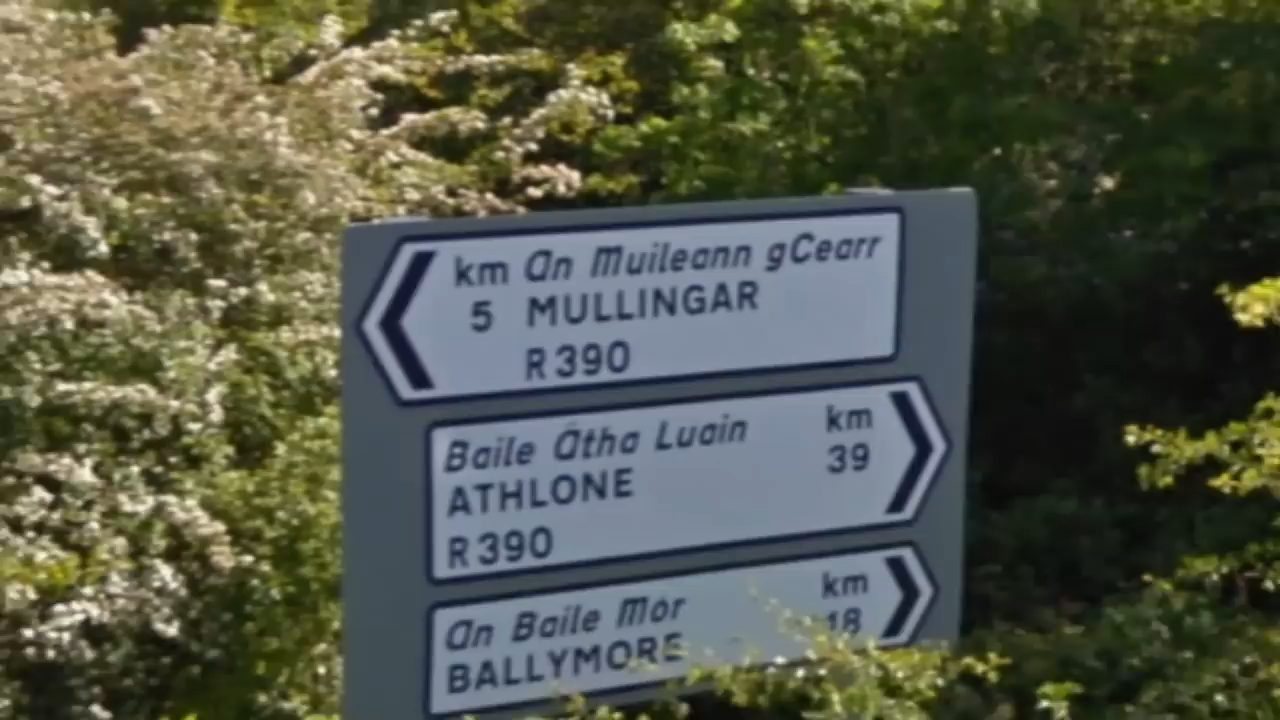 km An Muileann gCearr
5 MULLINGAR
R390
Baile Átha Luain km
ATHLONE 39
R390
An Baile Mór km
BALLYMORE 18